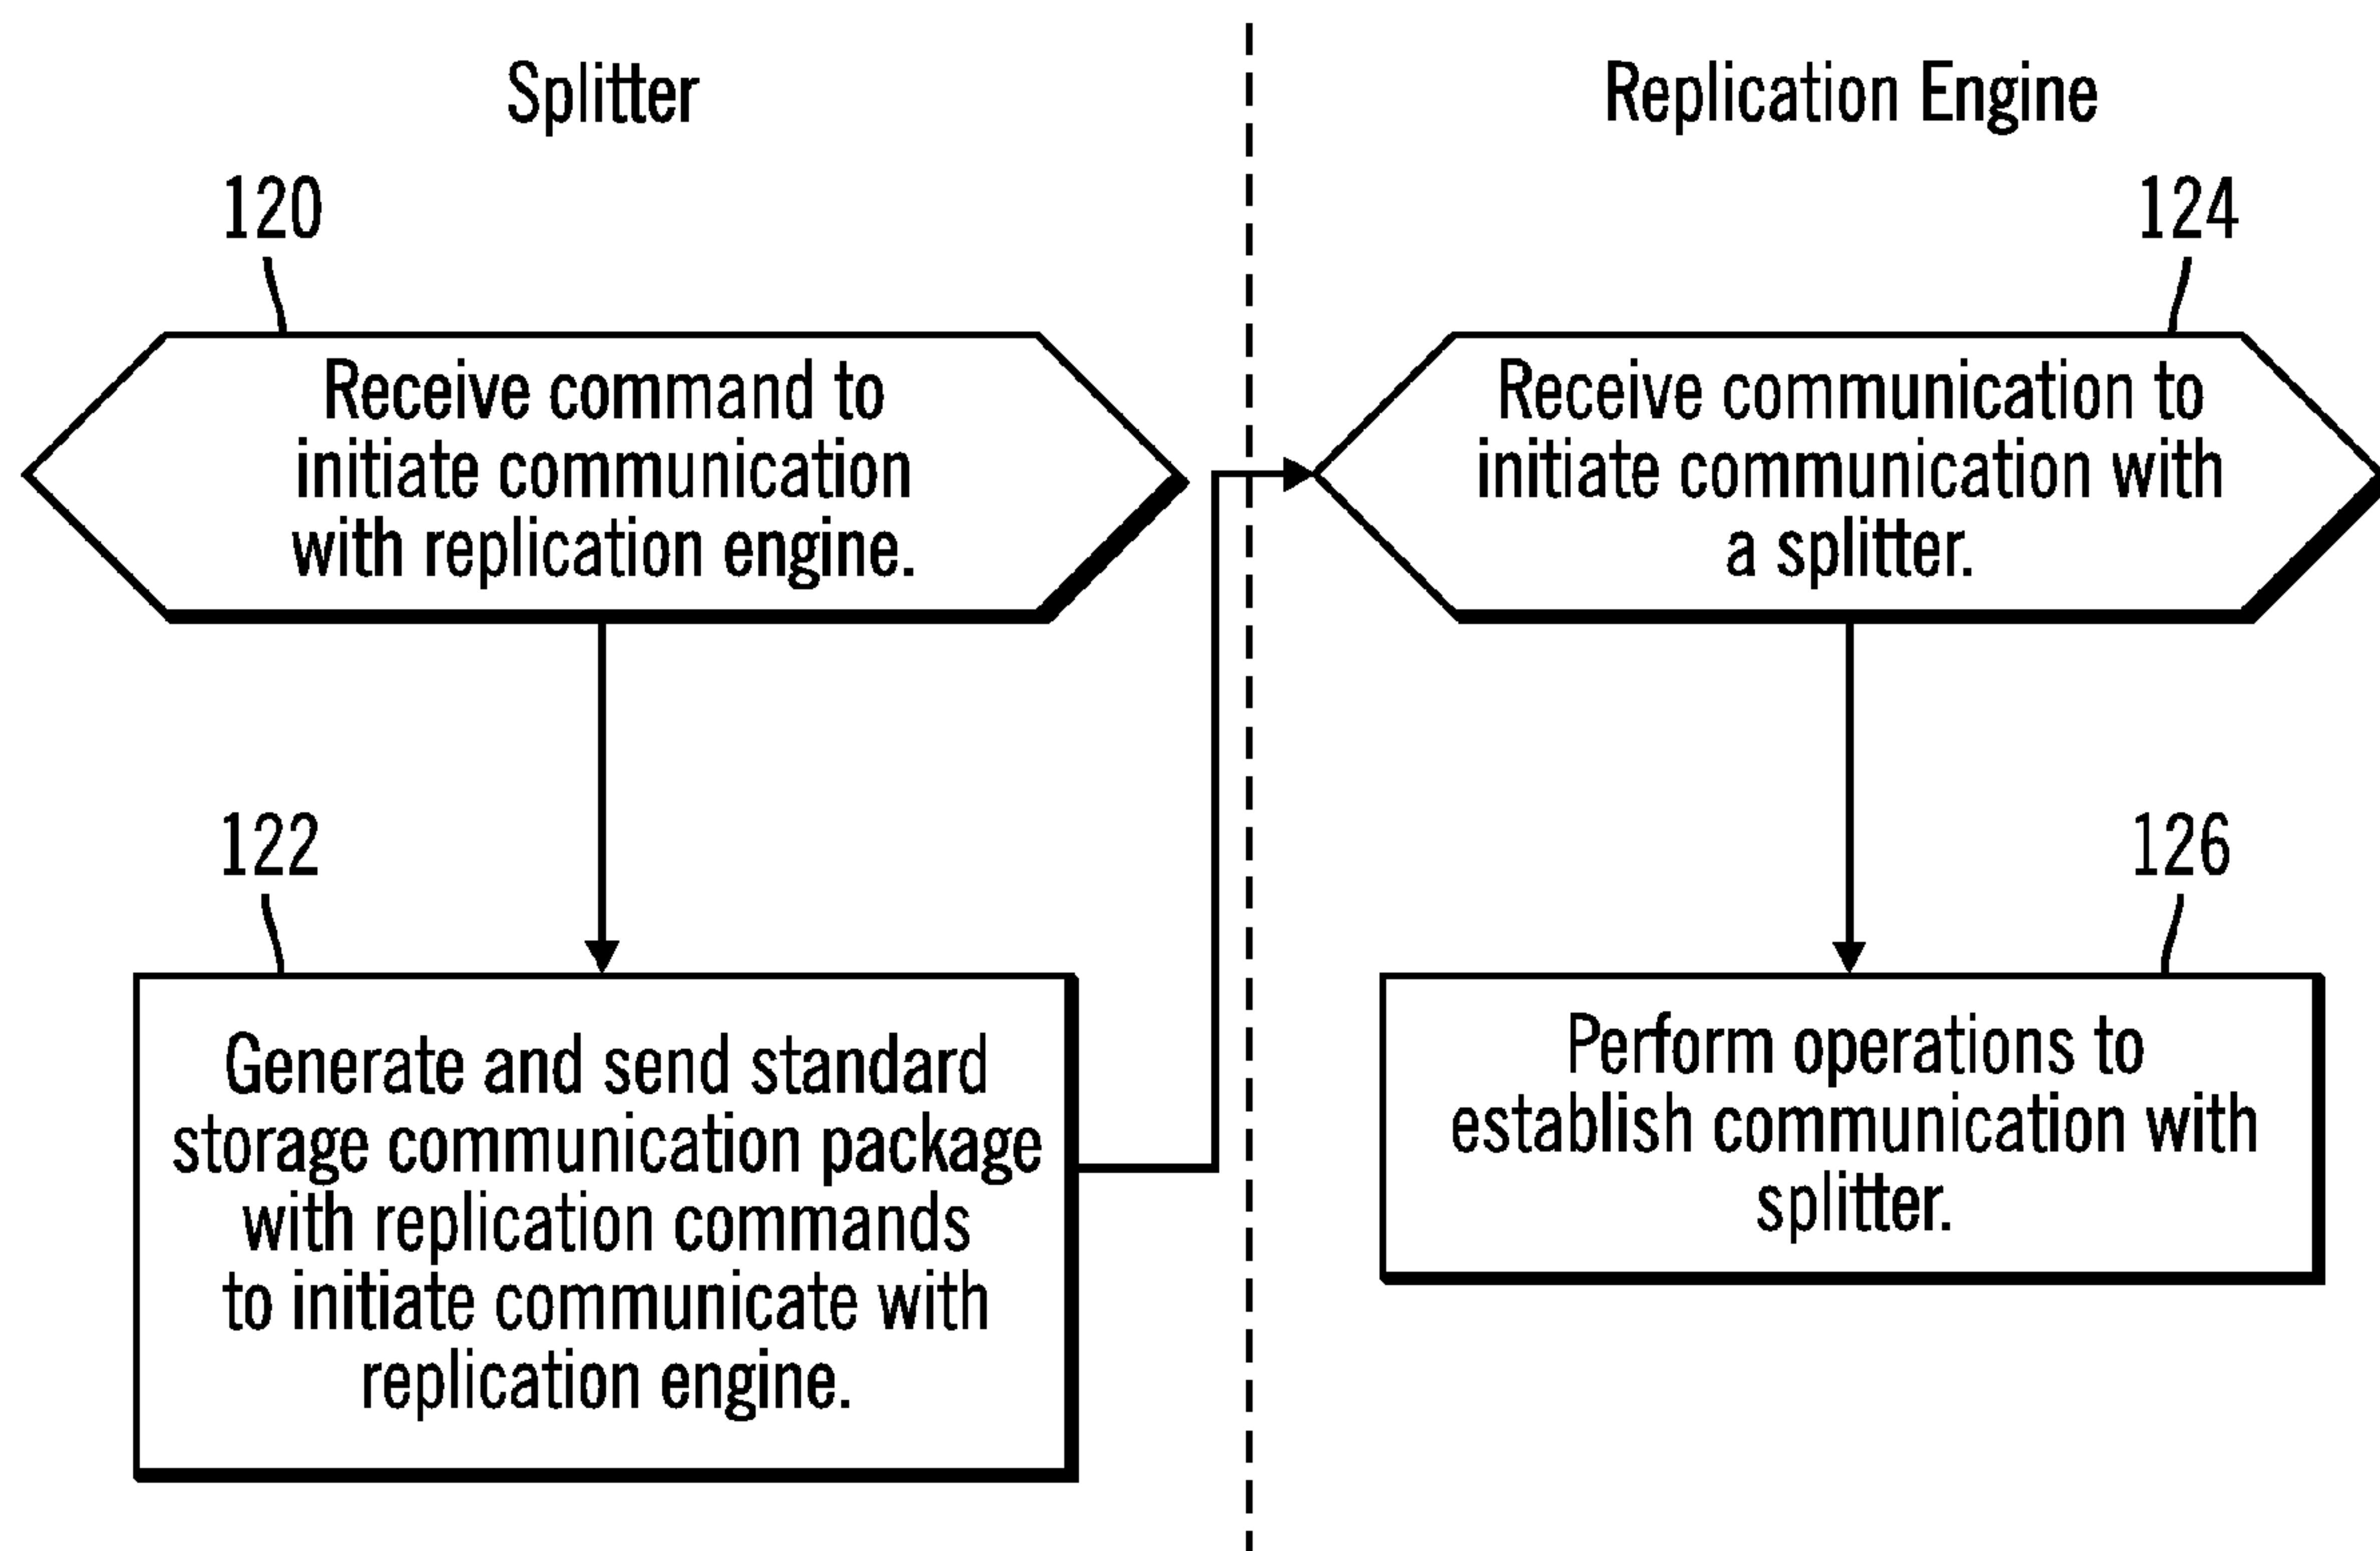 Splitter
120
Receive command to
initiate communication
with replication engine.
122
Generate and send standard
storage communication package
with replication commands
to initiate communicate with
replication engine.
Replication Engine
124
Receive communication to
initiate communication with
a splitter.
126
Perform operations to
establish communication with
splitter.